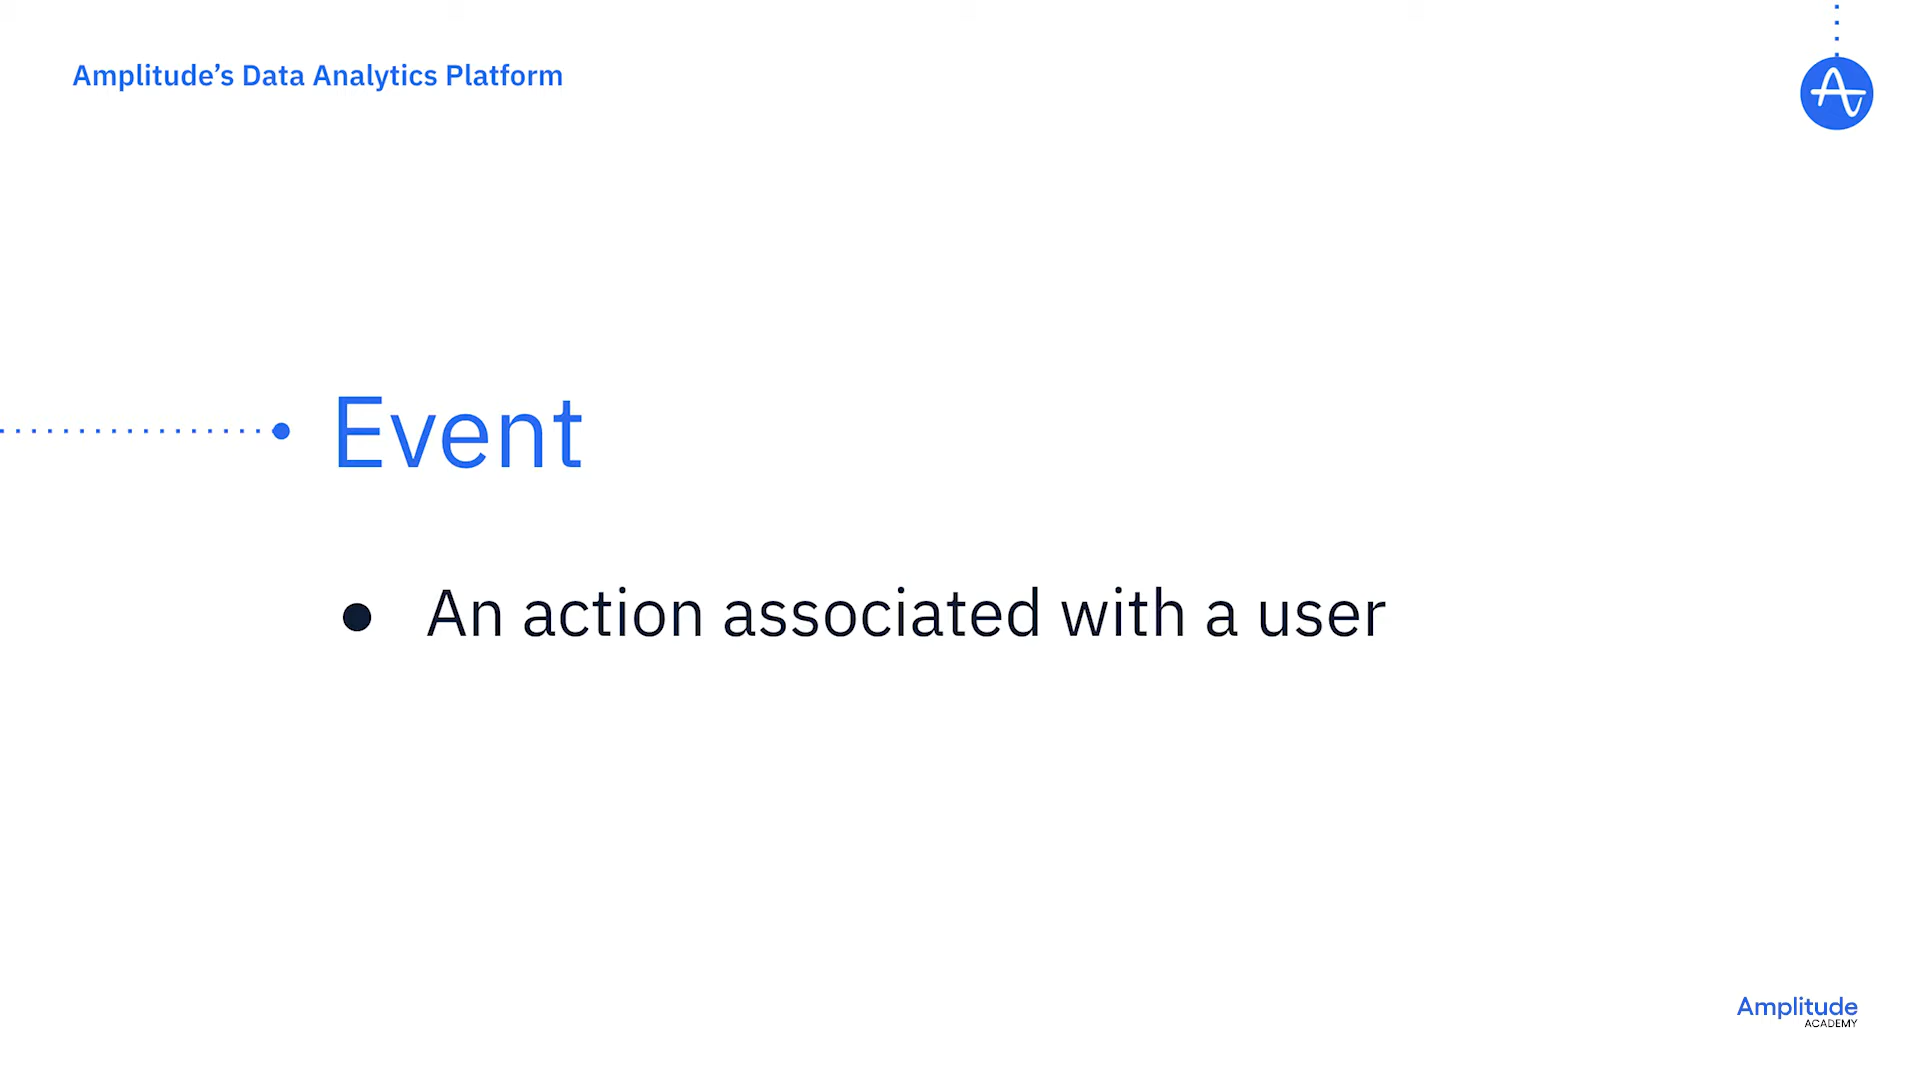 Amplitude’s Data Analytics Platform
Event
● An action associated with a user
Amplitude
ACADEMY